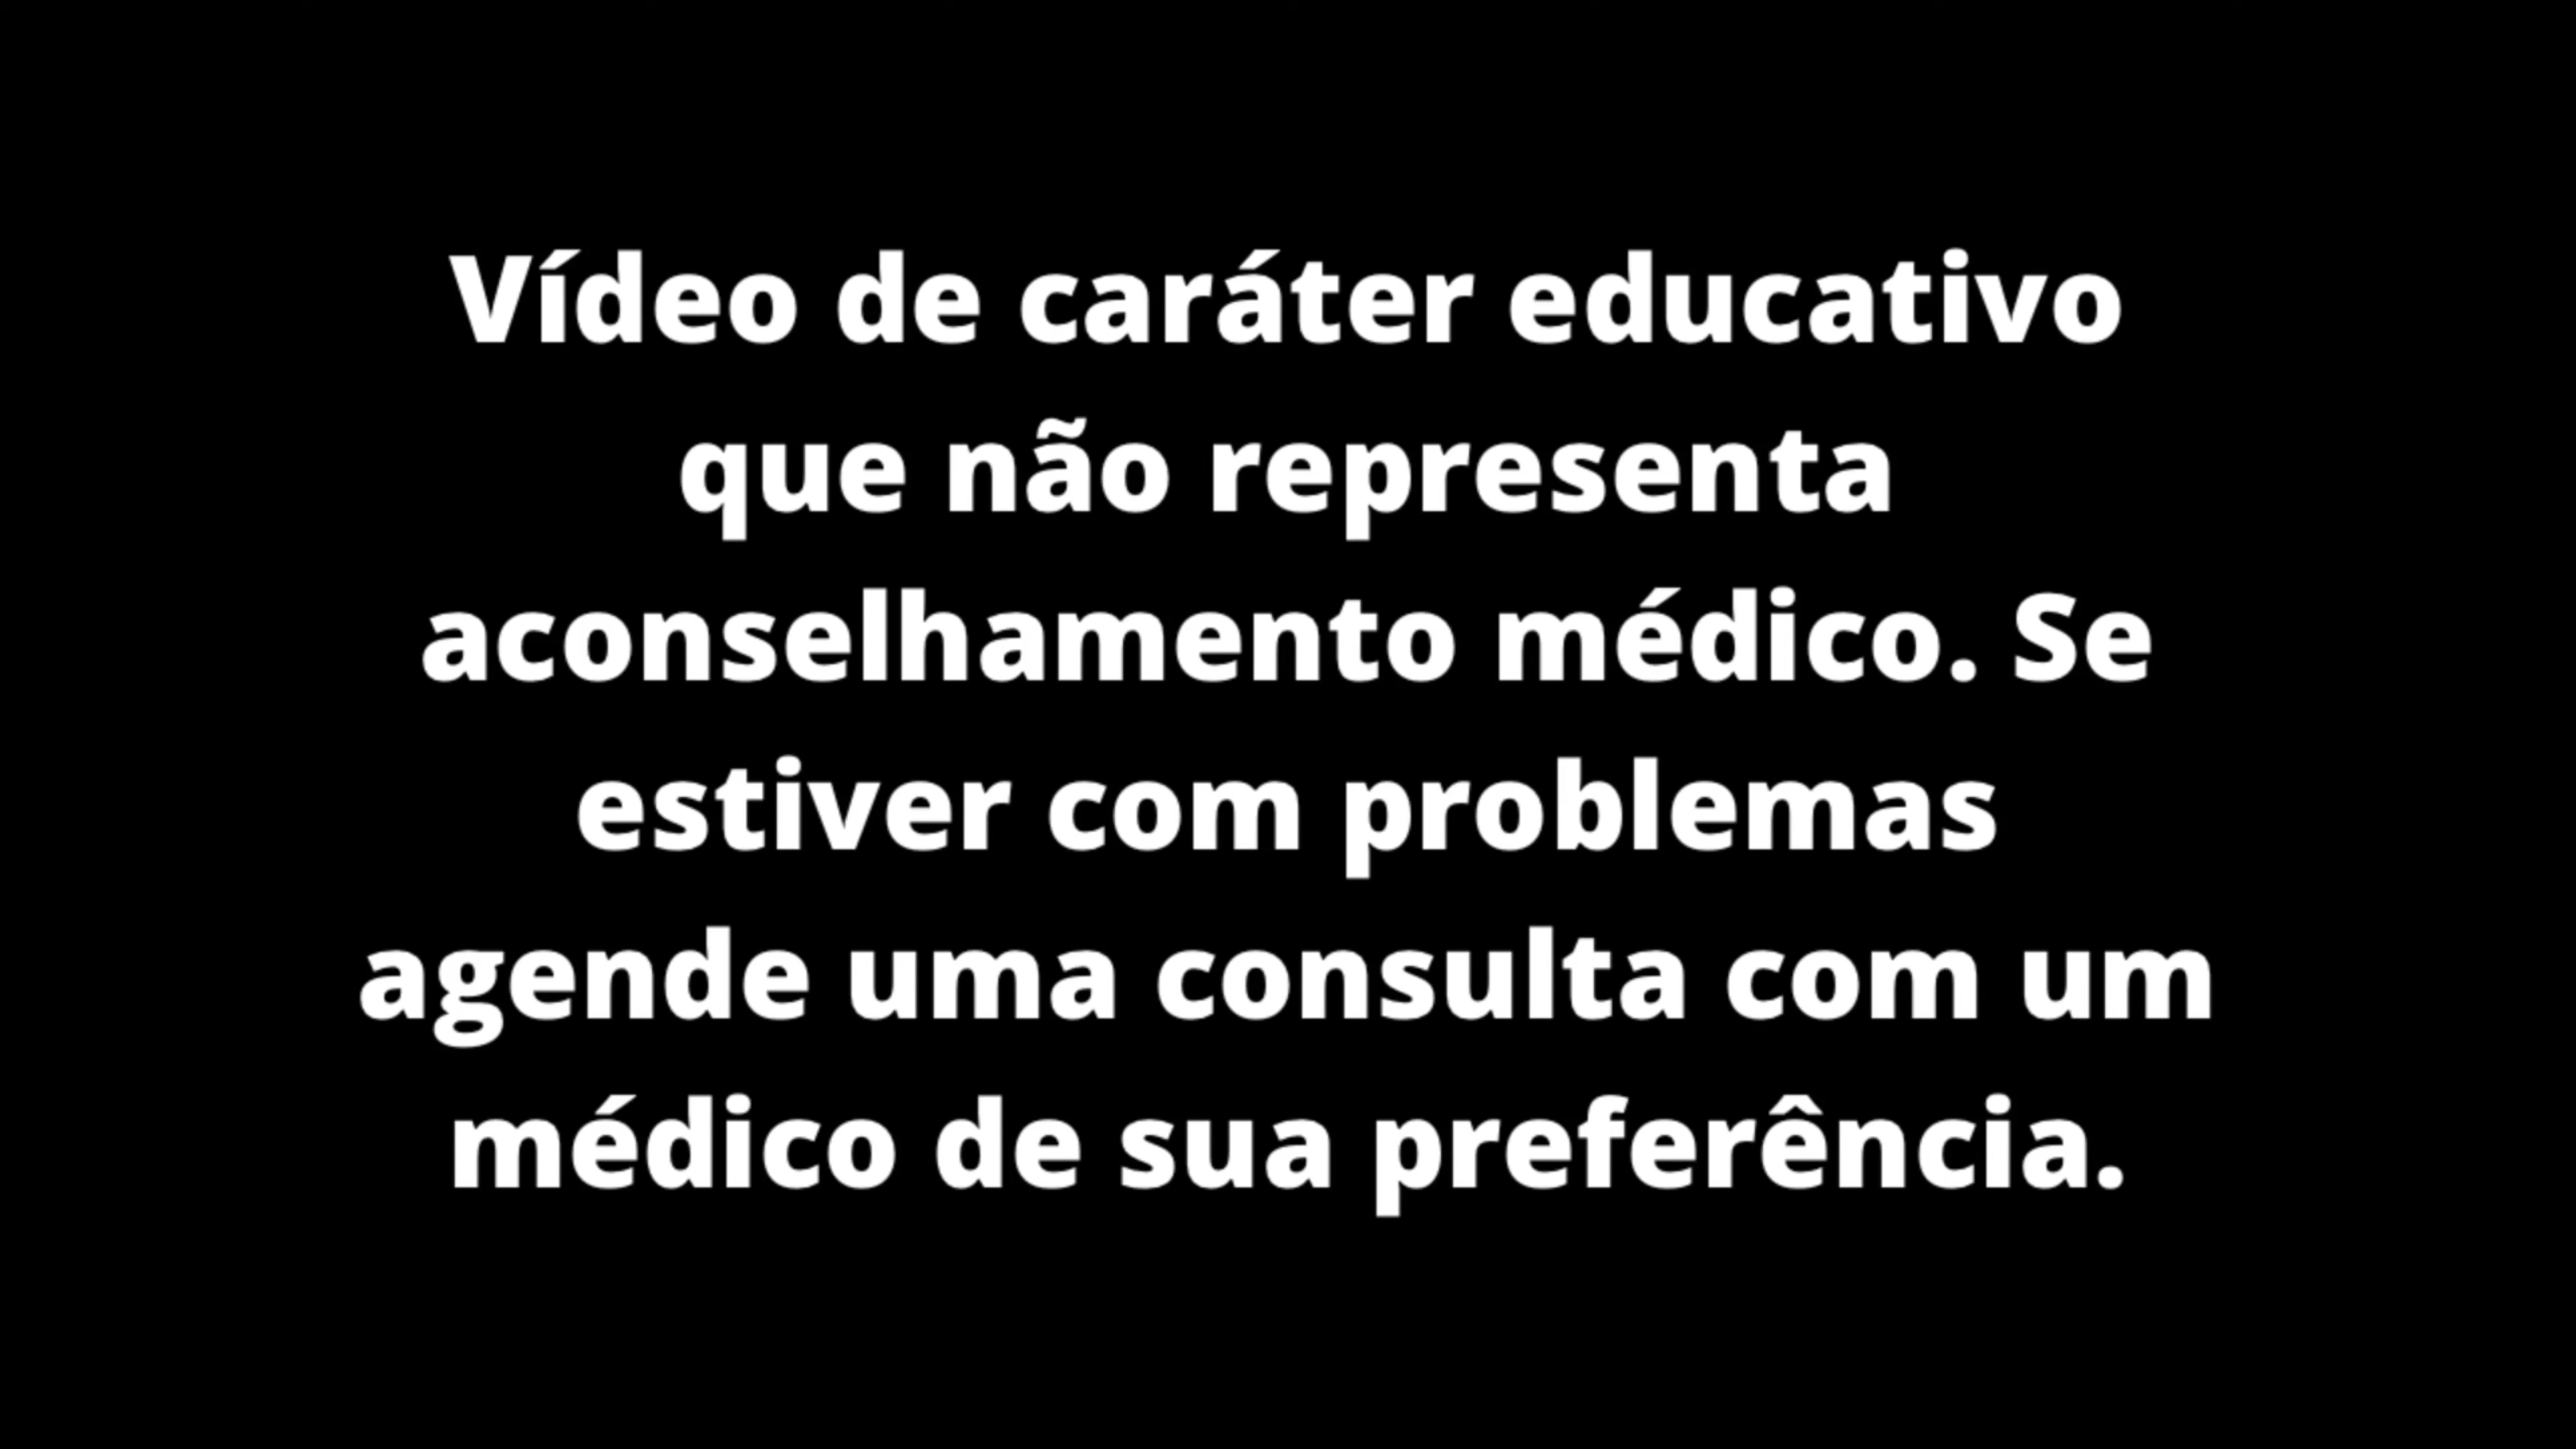 Vídeo de caráter educativo
que não representa
aconselhamento médico. Se
estiver com problemas
agende uma consulta com um
médico de sua preferência.